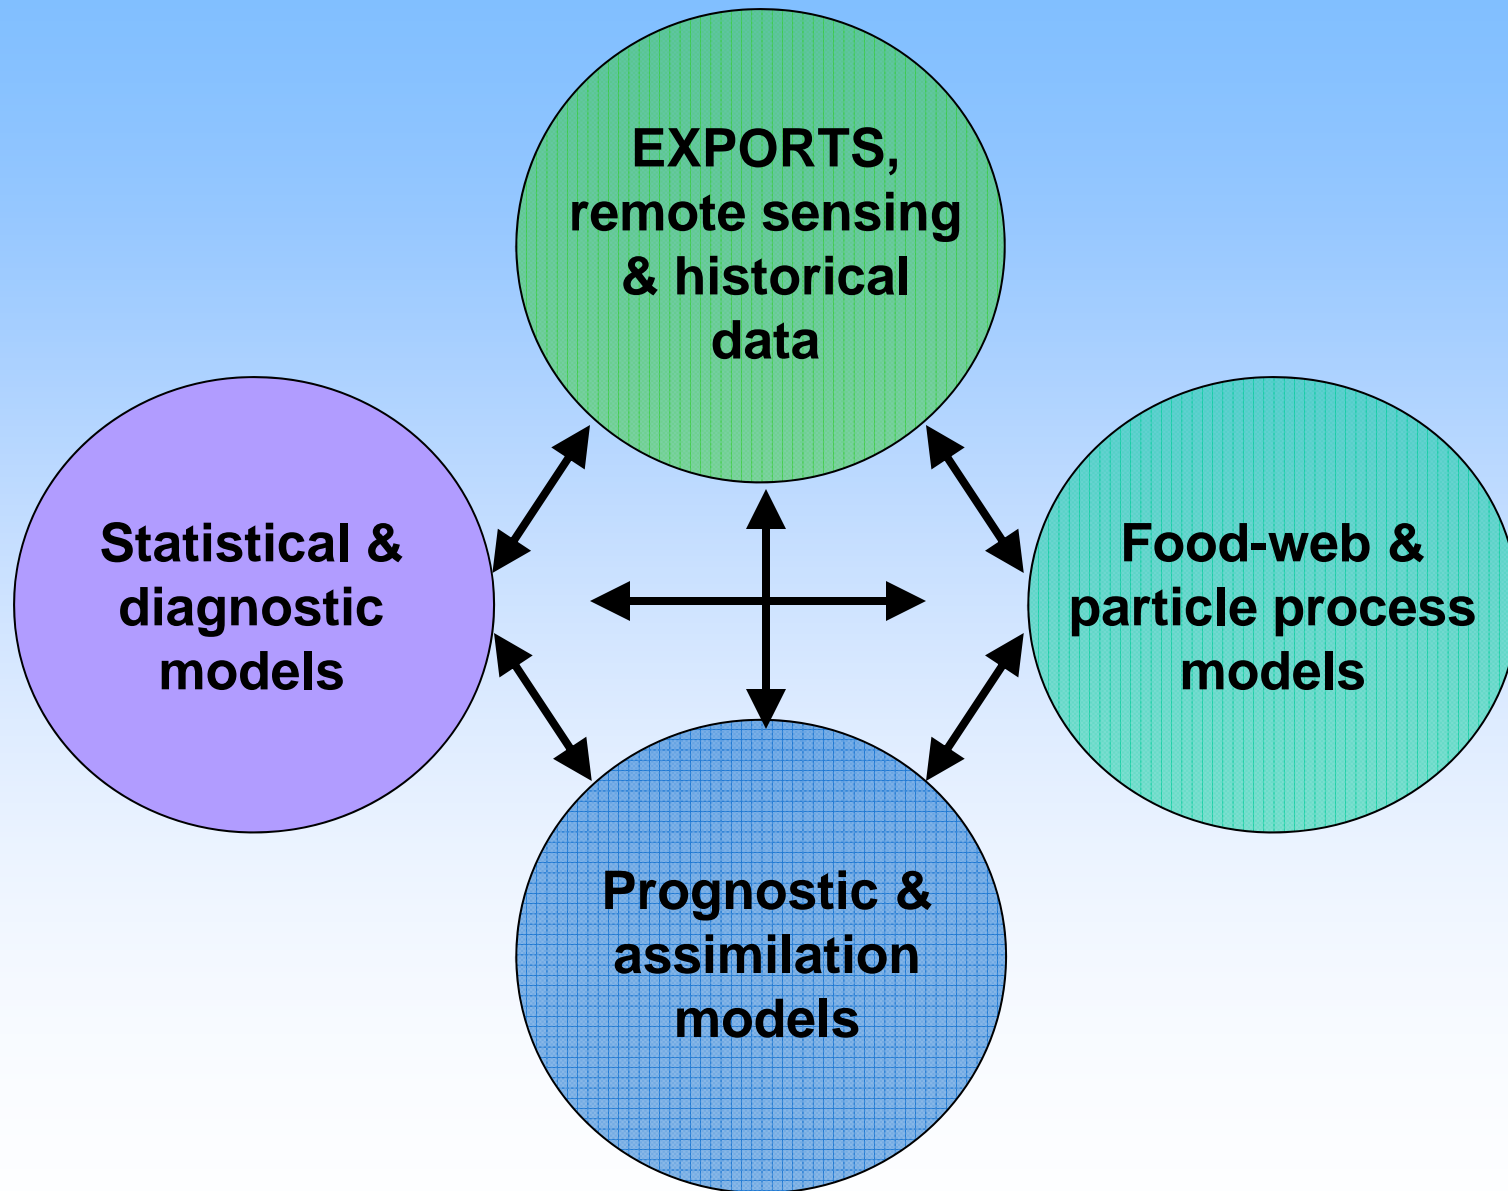 EXPORTS,
remote sensing
& historical
data
Statistical &
diagnostic
models
Food-web &
particle process
models
Prognostic &
assimilation
models